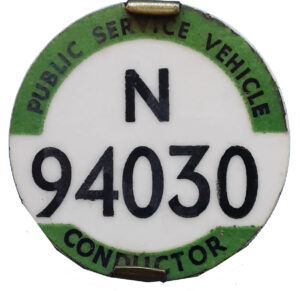 PUBLIC SERVICE VEHICLE
N
94030
CONDUCTOR